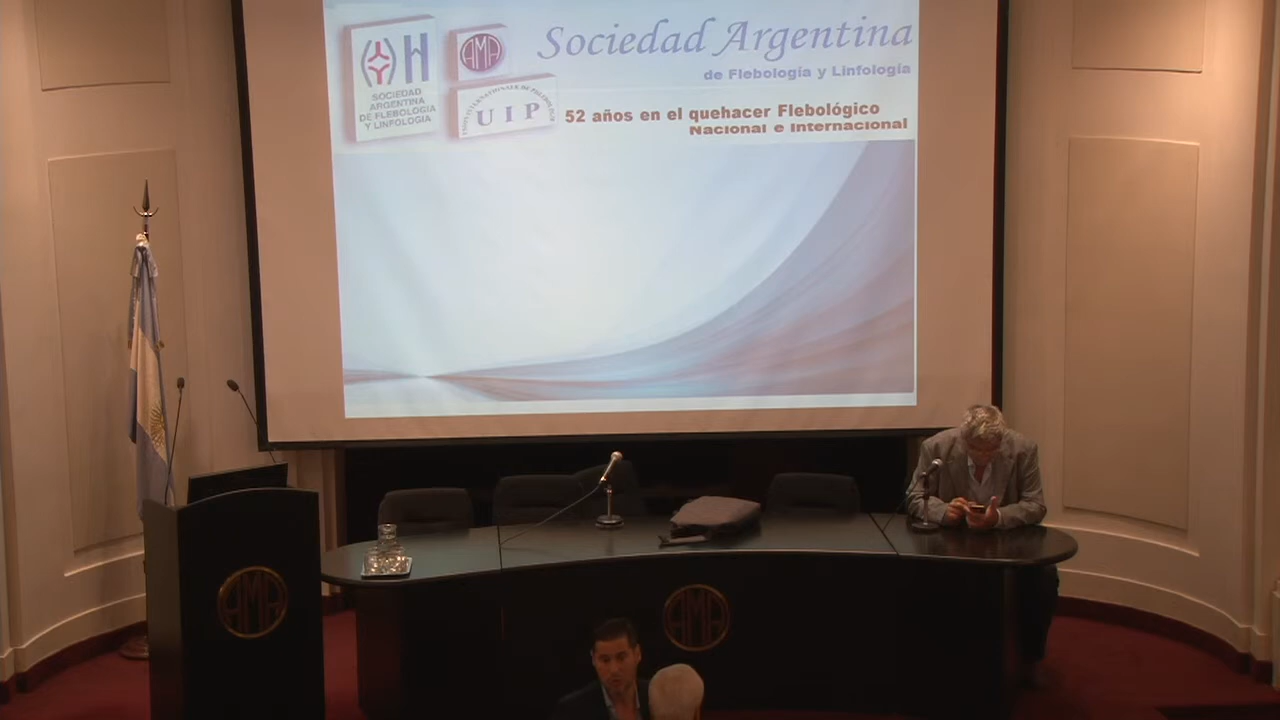 Sociedad Argentina
de Flebología y Linfología
52 años en el quehacer Flebológico
Nacional e Internacional
SOCIEDAD
ARGENTINA
DE FLEBOLOGIA
Y LINFOLOGIA
AMA
UIP
AMA
AMA